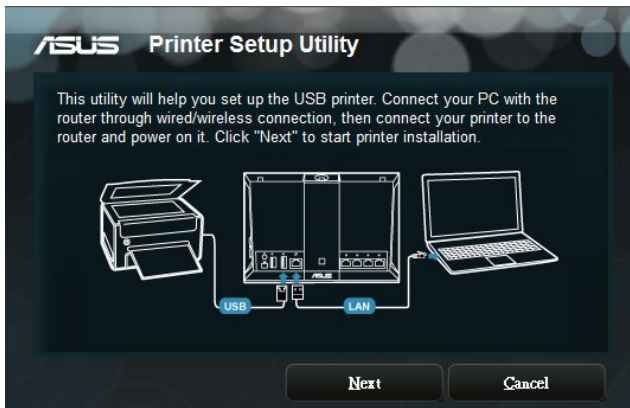 ASUS Printer Setup Utility
This utility will help you set up the USB printer. Connect your PC with the
router through wired/wireless connection, then connect your printer to the
router and power on it. Click "Next" to start printer installation.
ASUS
USB
LAN
Next
Cancel